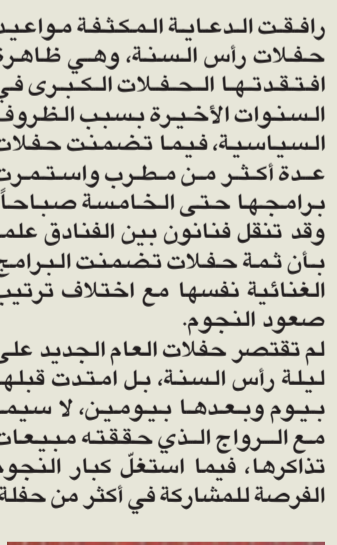 رافقت الدعاية المكثفة مواعيد
حفلات رأس السنة، وهي ظاهرة
افتقدتها الحفلات الكبرى في
السنوات الأخيرة بسبب الظروف
السياسية، فيما تضمنت حفلات
عدة أكثر من مطرب واستمرت
برامجها حتى الخامسة صباحاً
وقد تنقل فنانون بين الفنادق علما
بأن ثمة حفلات تضمنت البرامج
الغنائية نفسها مع اختلاف ترتيب
صعود النجوم.
لم تقتصر حفلات العام الجديد على
ليلة رأس السنة، بل امتدت قبلها
بيوم وبعدها بيومين، لا سيما
مع الرواج الذي حققته مبيعات
تذاكرها، فيما استغلّ كبار النجوم
الفرصة للمشاركة في أكثر من حفلة